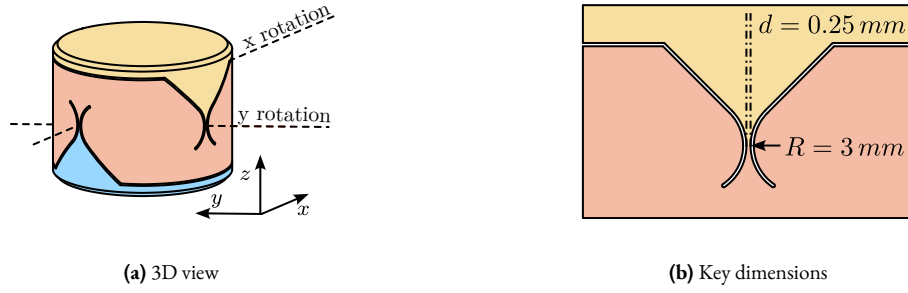 x rotation
d = 0.25 mm
y rotation
R = 3 mm
z
y
x
(a) 3D view
(b) Key dimensions